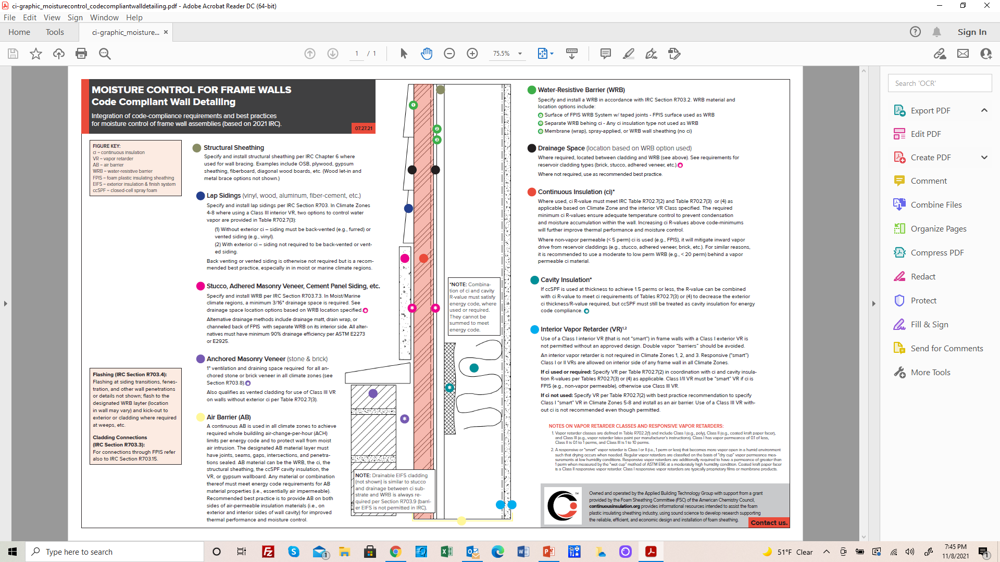 ci-graphic_moisturecontrol_codecompliantwalldetailing.pdf - Adobe Acrobat Reader DC (64-bit)
File Edit View Sign Window Help
Home Tools ci-graphic_moisture... × Sign In
1 / 1 75.5%
MOISTURE CONTROL FOR FRAME WALLS
Code Compliant Wall Detailing
Integration of code-compliance requirements and best practices
for moisture control of frame wall assemblies (based on 2021 IRC).
07.27.21
FIGURE KEY:
ci = continuous insulation
VR = vapor retarder
AB = air barrier
WRB = water-resistive barrier
FPIS = foam plastic insulating sheathing
EIFS = exterior insulation & finish system
ccSPF = closed-cell spray foam
Flashing (IRC Section R703.4):
Flashing at siding transitions, fenes-
tration, and other wall penetrations
or details not shown; flash to the
designated WRB layter (location
in wall may vary) and kick-out to
exterior or cladding where required
at weeps, etc.
Cladding Connections
(IRC Section R703.3):
For connections through FPIS refer
also to IRC Section R703.15.
Structural Sheathing
Specify and install structural sheathing per IRC Chapter 6 where
used for wall bracing. Examples include OSB, plywood, gypsum
sheathing, fiberboard, diagonal wood boards, etc. (Wood let-in and
metal brace options not shown.)
Lap Sidings (vinyl, wood, aluminum, fiber-cement, etc.)
Specify and install lap sidings per IRC Section R703. In Climate Zones
4-8 where using a Class III interior VR, two options to control water
vapor are provided in Table R702.7(3):
(1) Without exterior ci – siding must be back-vented (e.g., furred) or
vented siding (e.g., vinyl).
(2) With exterior ci – siding not required to be back-vented or vent-
ed siding.
Back venting or vented siding is otherwise not required but is a recom-
mended best practice, especially in in moist or marine climate regions.
Stucco, Adhered Masonry Veneer, Cement Panel Siding, etc.
Specify and install WRB per IRC Section R703.7.3. In Moist/Marine
climate regions, a minimum 3/16" drainage space is required. See
drainage space location options based on WRB location specified.
Alternative drainage methods include drainage matt, drain wrap, or
channeled back of FPIS with separate WRB on its interior side. All alter-
natives must have minimum 90% drainage efficiency per ASTM E2273
or E2925.
Anchored Masonry Veneer (stone & brick)
1" ventilation and draining space required for all an-
chored stone or brick veneer in all climate zones (see
Section R703.8).
Also qualifies as vented cladding for use of Class III VR
on walls without exterior ci per Table R702.7(3).
Air Barrier (AB)
A continuous AB is used in all climate zones to achieve
required whole buildilng air-change-per-hour (ACH)
limits per energy code and to protect wall from moist
air intrusion. The designated AB material layer must
have joints, seams, gaps, intersections, and penetra-
tions sealed. AB material can be the WRB, the ci, the
structural sheathing, the ccSPF cavity insulation, the
VR, or gypsum wallboard. Any material or combination
thereof must meet energy code requirements for AB
material properties (i.e., essentially air impermeable).
Recommended best practice is to provide AB on both
sides of air-permeable insulation materials (i.e., on
exterior and interior sides of wall cavity) for improved
thermal performance and moisture control.
1
2
3
*NOTE: Combina-
tion of ci and cavity
R-value must satisfy
energy code, where
used or required.
They cannot be
summed to meet
energy code.
NOTE: Drainable EIFS cladding
(not shown) is similar to stucco
and drainage between ci sub-
strate and WRB is always re-
quired per Section R703.9 (barri-
er EIFS is not permitted in IRC).
Water-Resistive Barrier (WRB)
Specify and install a WRB in accordance with IRC Section R703.2. WRB material and
location options include:
1 Surface of FPIS WRB System w/ taped joints - FPIS surface used as WRB
2 Separate WRB behing ci - Any ci insulation type not used as WRB
3 Membrane (wrap), spray-applied, or WRB wall sheathing (no ci)
Drainage Space (location based on WRB option used)
Where required, located between cladding and WRB (see above). See requirements for
reservoir cladding types (brick, stucco, adhered veneer, etc.).
Where not required, use as recommended best practice.
Continuous Insulation (ci)*
Where used, ci R-value must meet IRC Table R702.7(2) and Table R702.7(3) or (4) as
applicable based on Climate Zone and the interior VR Class specified. The required
minimum ci R-values ensure adequate temperature control to prevent condensation
and moisture accumulation within the wall. Increasing ci R-values above code-minimums
will further improve thermal performance and moisture control.
Where non-vapor permeable (< 5 perm) ci is used (e.g., FPIS), it will mitigate inward vapor
drive from reservoir claddings (e.g., stucco, adhered veneer, brick, etc.). For similar reasons,
it is recommended to use a moderate to low perm WRB (e.g., < 20 perm) behind a vapor
permeable ci material.
Cavity Insulation*
If ccSPF is used at thickness to achieve 1.5 perms or less, the R-value can be combined
with ci R-value to meet ci requirements of Tables R702.7(3) or (4) to decrease the exterior
ci thickness/R-value required, but ccSPF must still be treated as cavity insulation for energy
code compliance.
Interior Vapor Retarder (VR)1,2
Use of a Class I interior VR (that is not “smart”) in frame walls with a Class I exterior VR is
not permitted without an approved design. Double vapor “barriers” should be avoided.
An interior vapor retarder is not required in Climate Zones 1, 2, and 3. Responsive (“smart”)
Class I or II VRs are allowed on interior side of any frame wall in all Climate Zones.
If ci used or required: Specify VR per Table R702.7(2) in coordination with ci and cavity insula-
tion R-values per Tables R702.7(3) or (4) as applicable. Class I/II VR must be “smart” VR if ci is
FPIS (e.g., non-vapor permeable), otherwise use Class III VR.
If ci not used: Specify VR per Table R702.7(2) with best practice recommendation to specify
Class I “smart” VR in Climate Zones 5-8 and install as an air barrier. Use of a Class III VR with-
out ci is not recommended even though permitted.
NOTES ON VAPOR RETARDER CLASSES AND RESPONSIVE VAPOR RETARDERS:
1. Vapor retarder classes are defined in Table R702.2(1) and include Class I (e.g., poly), Class II (e.g., coated kraft paper facer),
and Class III (e.g., vapor retarder latex paint per manufacturer's instructions). Class I has vapor permeance of 0.1 of less,
Class II is 0.1 to 1 perms, and Class III is 1 to 10 perms.
2. A responsive or “smart” vapor retarder is Class I or II (i.e., 1 perm or less) that becomes more vapor open in a humid environment
such that drying occurs when needed. Regular vapor retarders are classified on the basis of “dry cup” vapor permeance mea-
surements at low humidity conditions. Responsive vapor retarders are additionally required to have a permeance of greater than
1 perm when measured by the “wet cup” method of ASTM E96 at a moderately high humidity condition. Coated kraft paper facer
is a Class II responsive vapor retarder. Class I responsive vapor retarders are typically proprietary films or membrane products.
TM
Owned and operated by the Applied Building Technology Group with support from a grant
provided by the Foam Sheathing Committee (FSC) of the American Chemistry Council,
continuousinsulation.org provides informational resources intended to assist the foam
plastic insulating sheathing industry, using sound science to develop research supporting
the reliable, efficient, and economic design and installation of foam sheathing.
Contact us.
Search 'OCR'
Export PDF
Edit PDF
Create PDF
Comment
Combine Files
Organize Pages
Compress PDF
Redact
Protect
Fill & Sign
Send for Comments
More Tools
Type here to search
51°F Clear
7:45 PM
11/8/2021